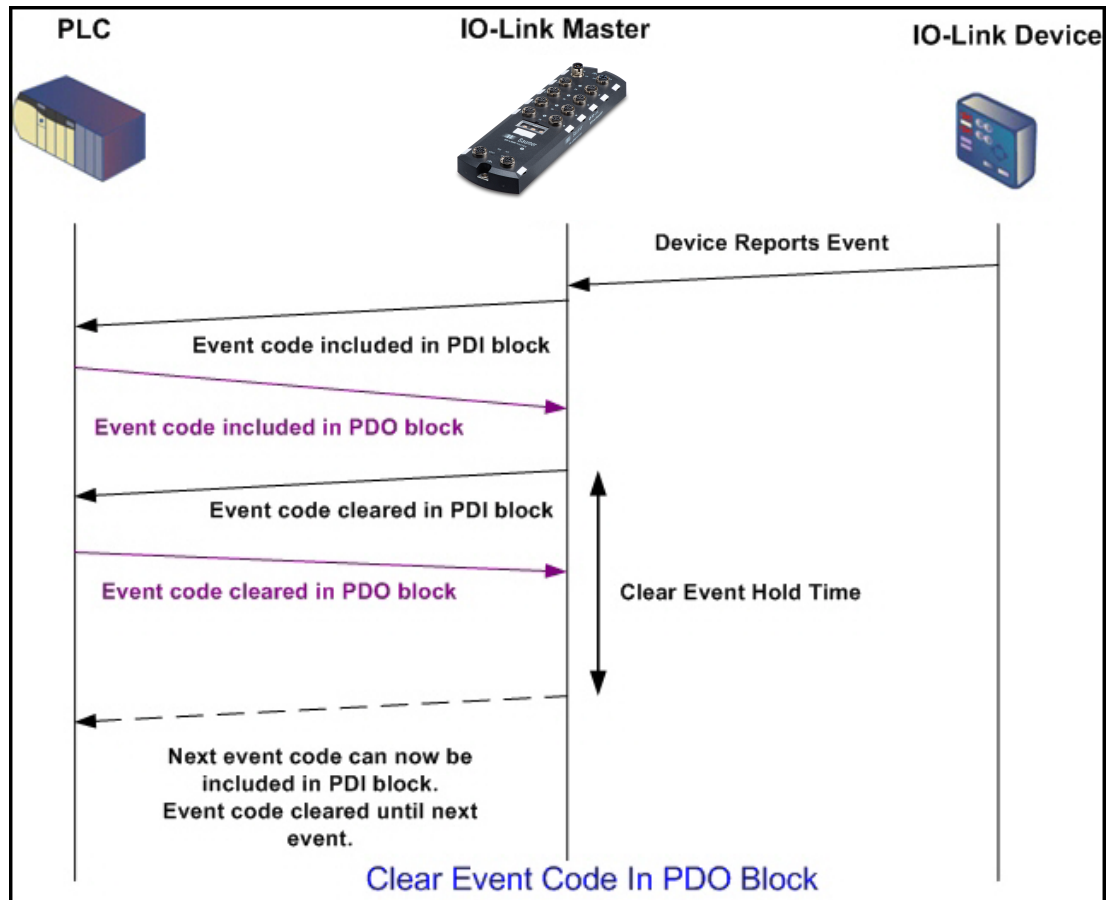 PLC
IO-Link Master
IO-Link Device
Device Reports Event
Event code included in PDI block
Event code included in PDO block
Event code cleared in PDI block
Event code cleared in PDO block
Clear Event Hold Time
Next event code can now be
included in PDI block.
Event code cleared until next
event.
Clear Event Code In PDO Block